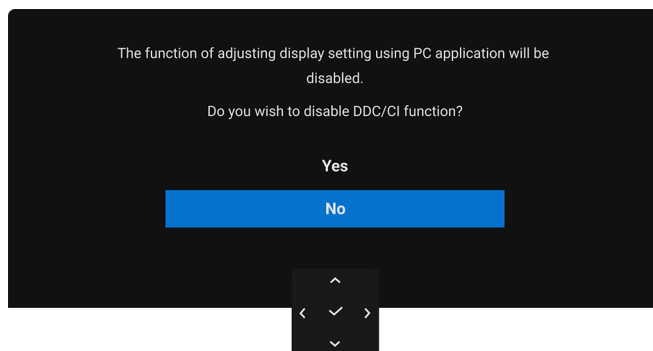 The function of adjusting display setting using PC application will be
disabled.
Do you wish to disable DDC/CI function?
Yes
No